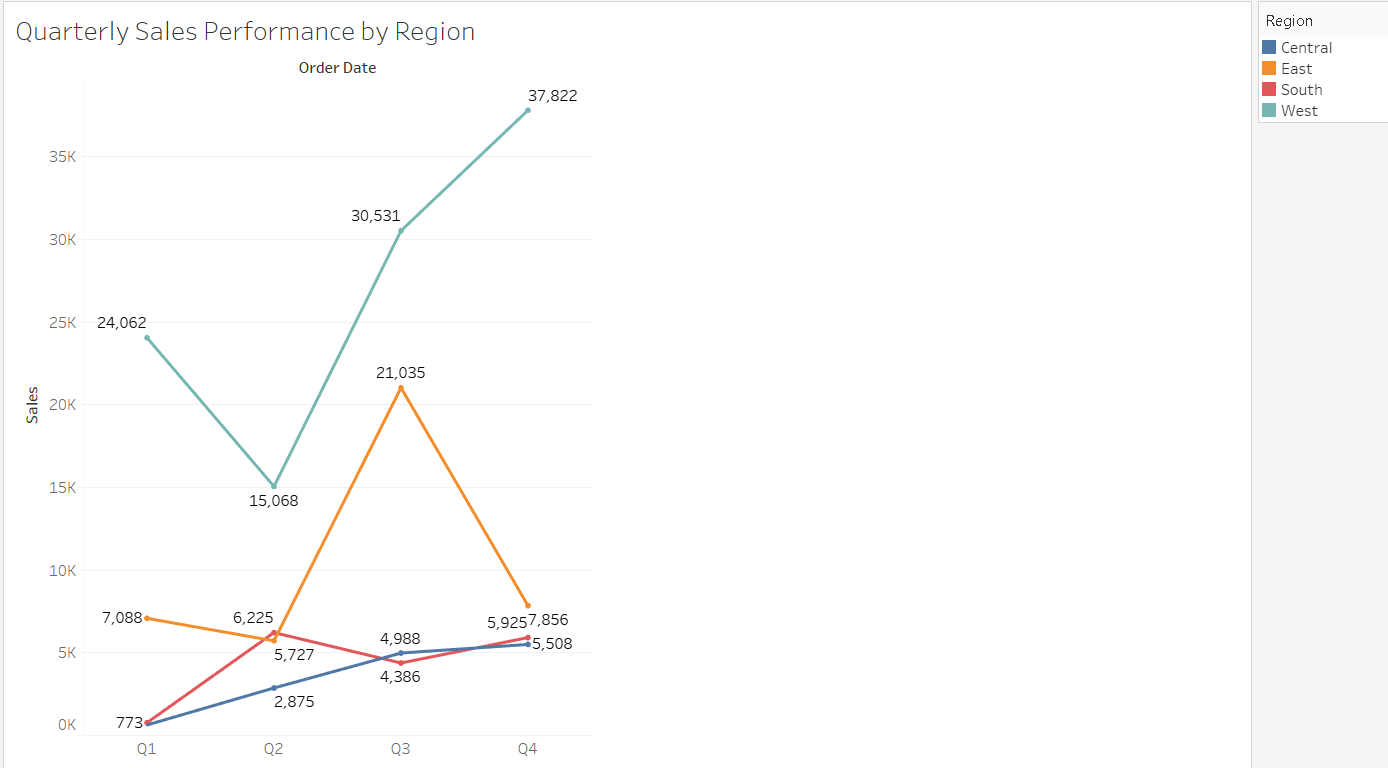 Quarterly Sales Performance by Region
Order Date
Region
Central
East
South
West
Sales
35K
30K
25K
20K
15K
10K
5K
0K
37,822
30,531
24,062
21,035
15,068
7,088
6,225
5,925
7,856
4,988
5,508
5,727
4,386
2,875
773
Q1 Q2 Q3 Q4